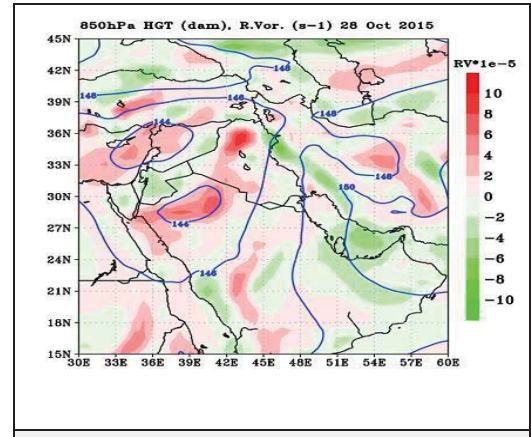 850hPa HGT (dam), R.Vor. (s-1) 28 Oct 2015
RV*1e-5
45N
42N
39N
36N
33N
30N
27N
24N
21N
18N
15N
30E 33E 36E 39E 42E 45E 48E 51E 54E 57E 60E
148
148
146
148
144
148
150
144
146
10
8
6
4
2
0
−2
−4
−6
−8
−10